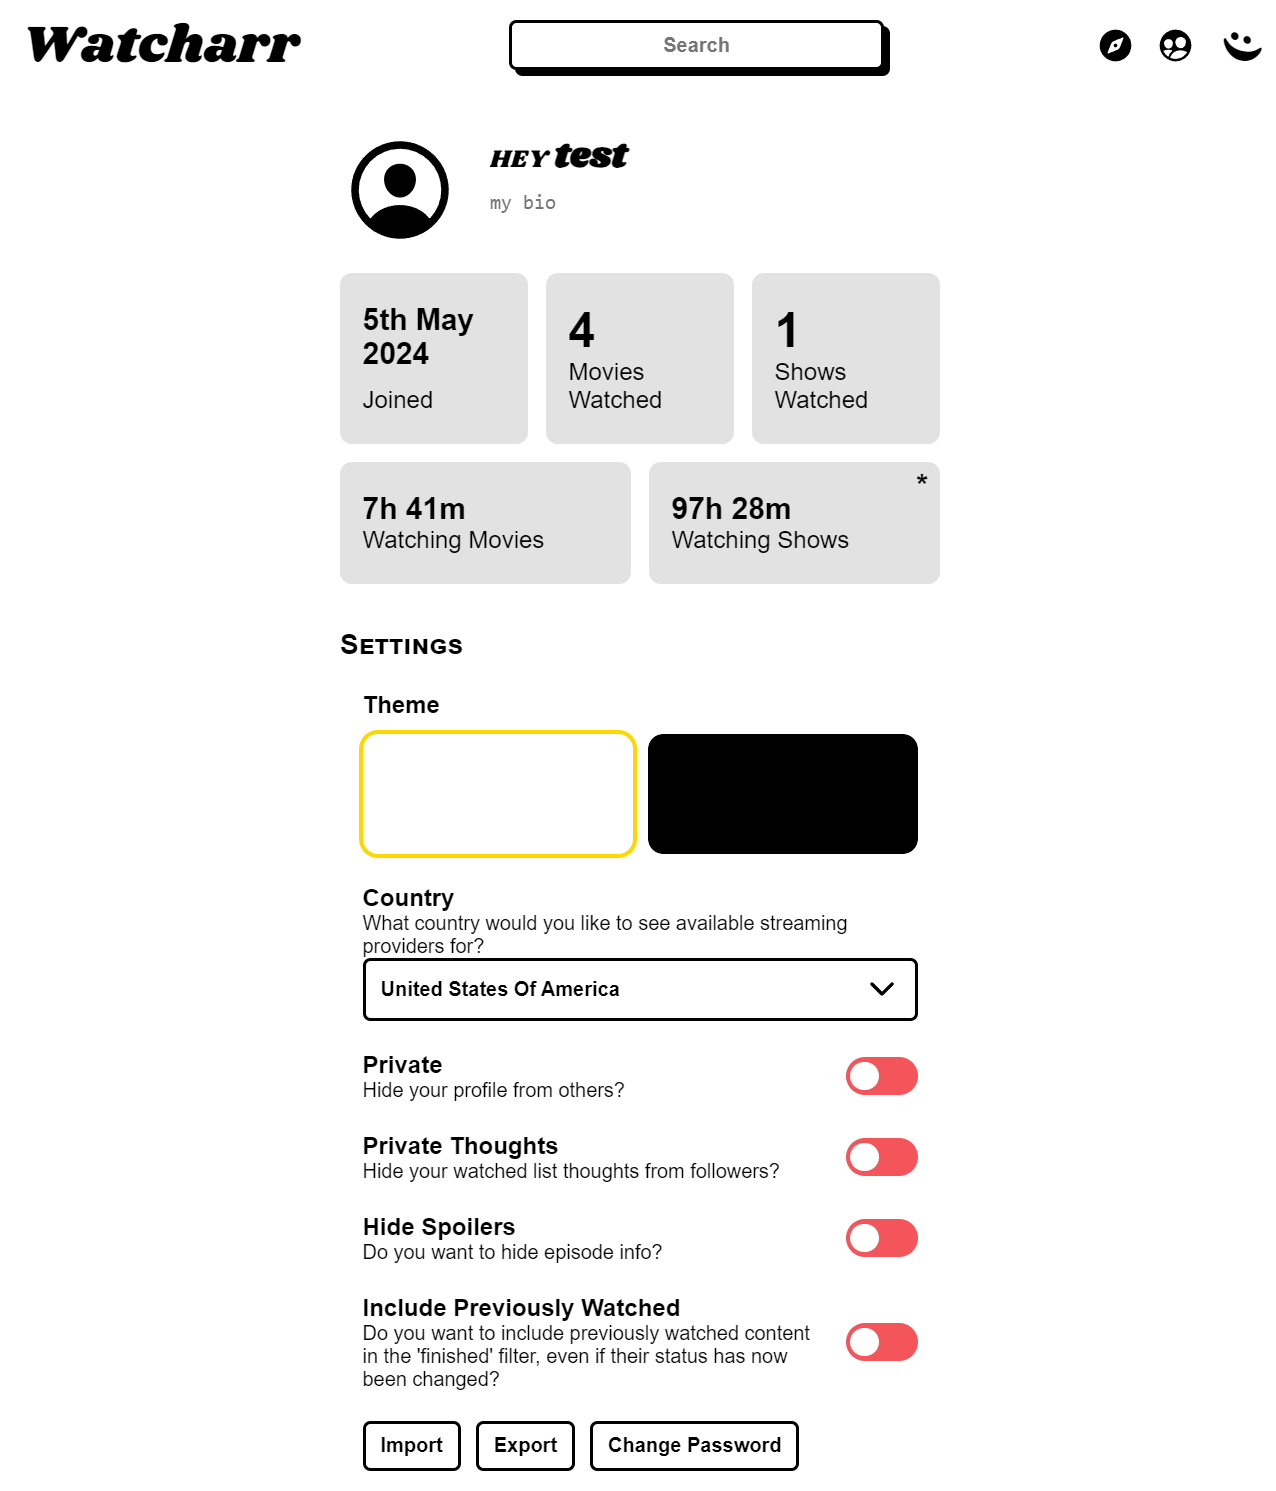 Watcharr
Search
HEY test
my bio
5th May
2024
Joined
4
Movies
Watched
1
Shows
Watched
7h 41m
Watching Movies
*
97h 28m
Watching Shows
Settings
Theme
Country
What country would you like to see available streaming
providers for?
United States Of America
Private
Hide your profile from others?
Private Thoughts
Hide your watched list thoughts from followers?
Hide Spoilers
Do you want to hide episode info?
Include Previously Watched
Do you want to include previously watched content
in the 'finished' filter, even if their status has now
been changed?
Import
Export
Change Password